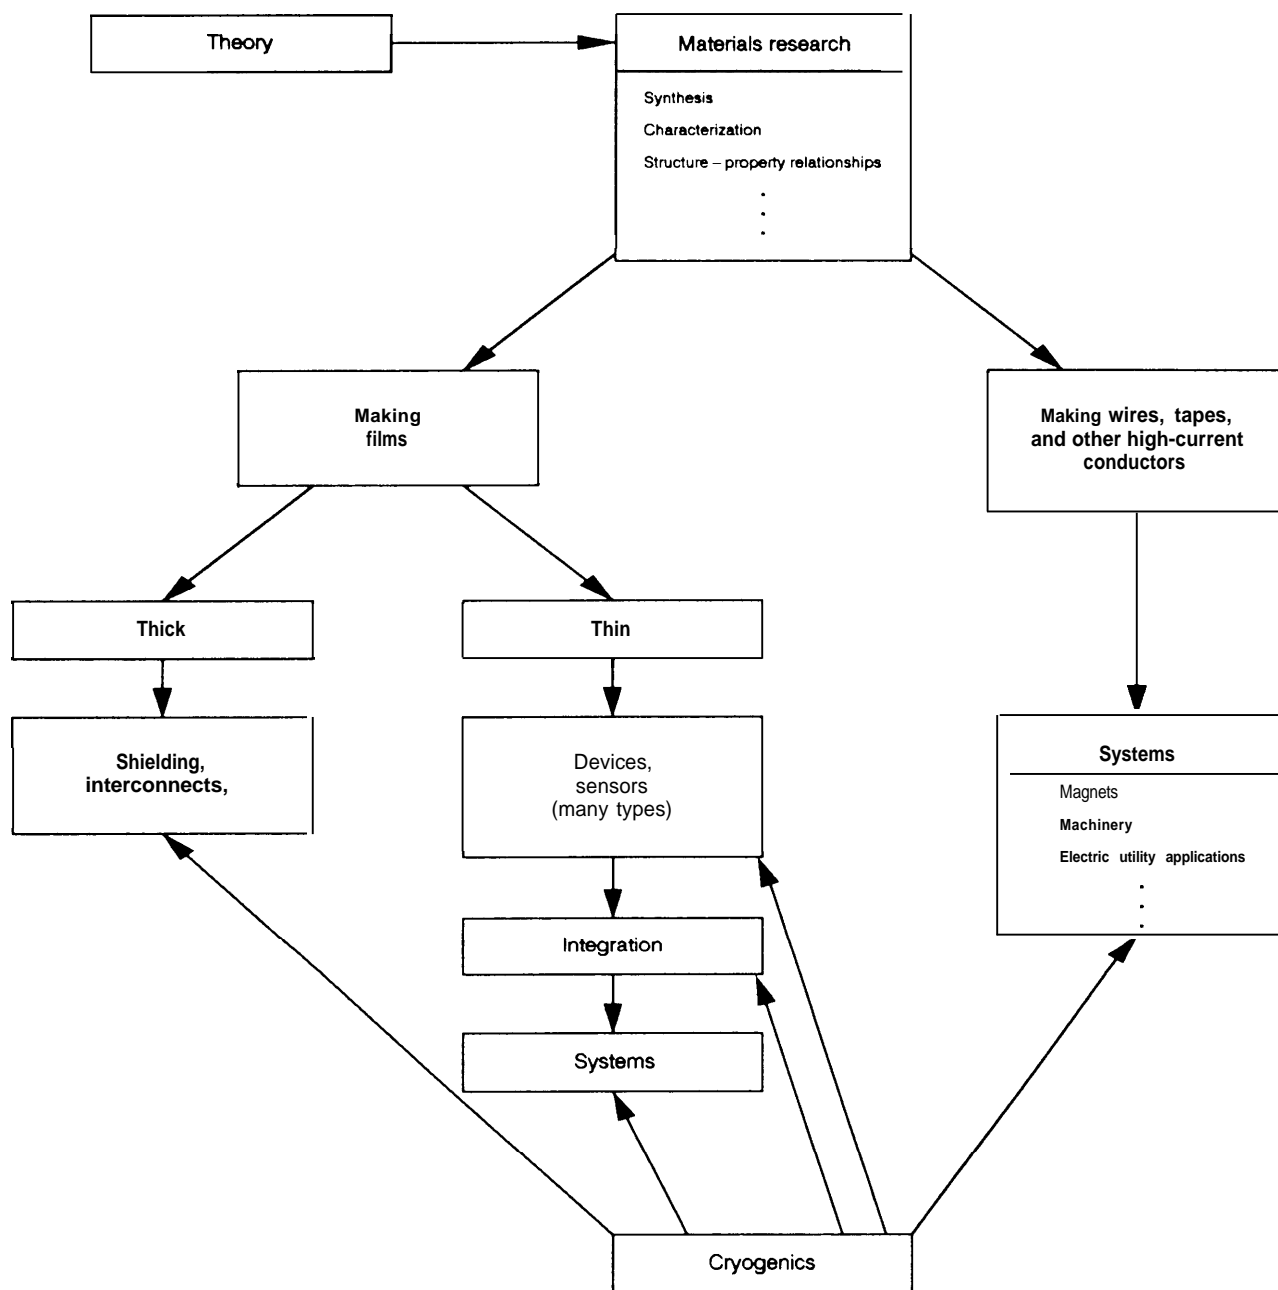 Theory
Materials research
Synthesis
Characterization
Structure – property relationships
Making
films
Making wires, tapes,
and other high-current
conductors
Thick
Thin
Shielding,
interconnects,
Devices,
sensors
(many types)
Systems
Magnets
Machinery
Electric utility applications
Integration
Systems
Cryogenics